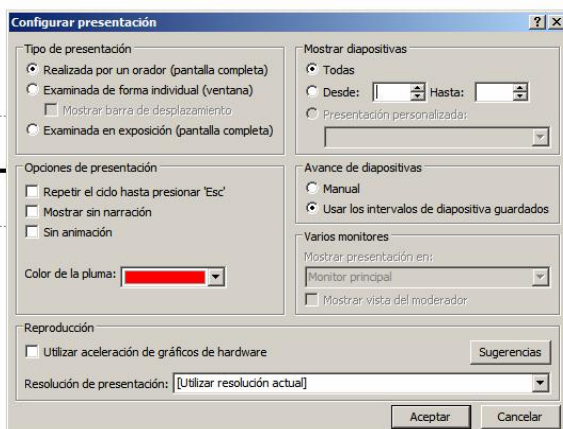 Configurar presentación
Tipo de presentación
Realizada por un orador (pantalla completa)
Examinada de forma individual (ventana)
Mostrar barra de desplazamiento
Examinada en exposición (pantalla completa)
Mostrar diapositivas
Todas
Desde: Hasta:
Presentación personalizada:
Opciones de presentación
Repetir el ciclo hasta presionar 'Esc'
Mostrar sin narración
Sin animación
Color de la pluma:
Avance de diapositivas
Manual
Usar los intervalos de diapositiva guardados
Varios monitores
Mostrar presentación en:
Monitor principal
Mostrar vista del moderador
Reproducción
Utilizar aceleración de gráficos de hardware
Sugerencias
Resolución de presentación: [Utilizar resolución actual]
Aceptar Cancelar